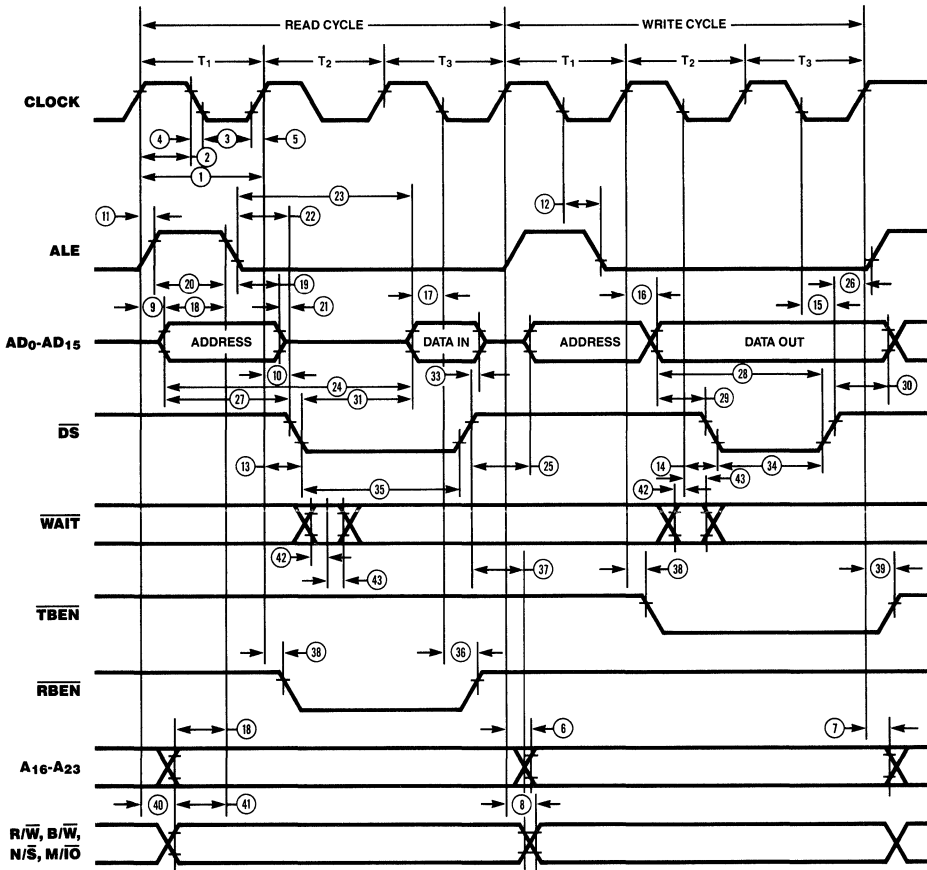 READ CYCLE WRITE CYCLE
T1 T2 T3 T1 T2 T3
CLOCK
4 3 5
2
1
23
11 22 12
ALE
20 19 17 16 26
9 18 21 15
AD0-AD15 ADDRESS DATA IN ADDRESS DATA OUT
10 33 28
24 30
27 31 29
DS
13 25 14 34
35 42 43
WAIT
42 43 37 38 39
TBEN
38 36
RBEN
18 6 7
A16-A23
40 41 8
R/W, B/W,
N/S, M/IO